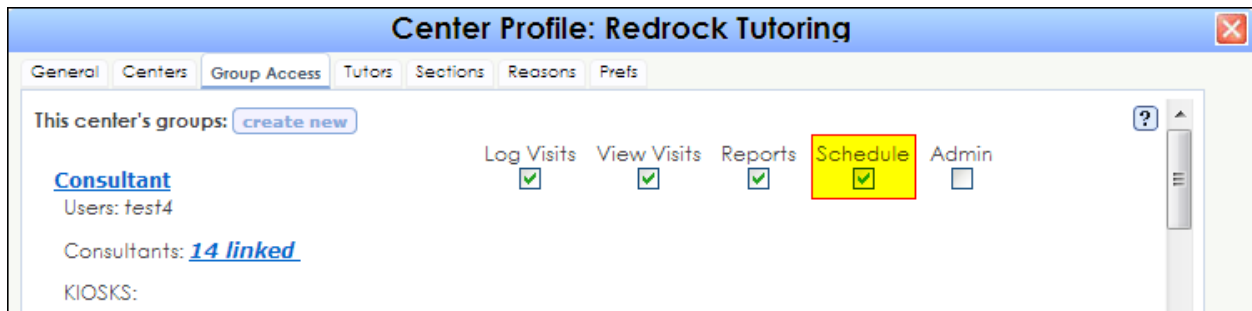 Center Profile: Redrock Tutoring
General Centers Group Access Tutors Sections Reasons Prefs
This center's groups: create new ?
Log Visits View Visits Reports Schedule Admin
Consultant
Users: test4
Consultants: 14 linked
KIOSKS: